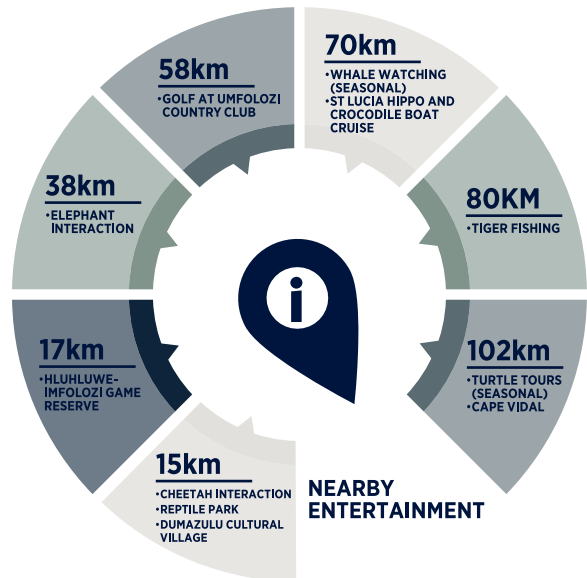 58km
•GOLF AT UMFOLOZI
COUNTRY CLUB
70km
•WHALE WATCHING
(SEASONAL)
•ST LUCIA HIPPO AND
CROCODILE BOAT
CRUISE
38km
•ELEPHANT
INTERACTION
80KM
•TIGER FISHING
17km
•HLUHLUWE-
IMFOLOZI GAME
RESERVE
102km
•TURTLE TOURS
(SEASONAL)
•CAPE VIDAL
15km
•CHEETAH INTERACTION
•REPTILE PARK
•DUMAZULU CULTURAL
VILLAGE
NEARBY
ENTERTAINMENT
i